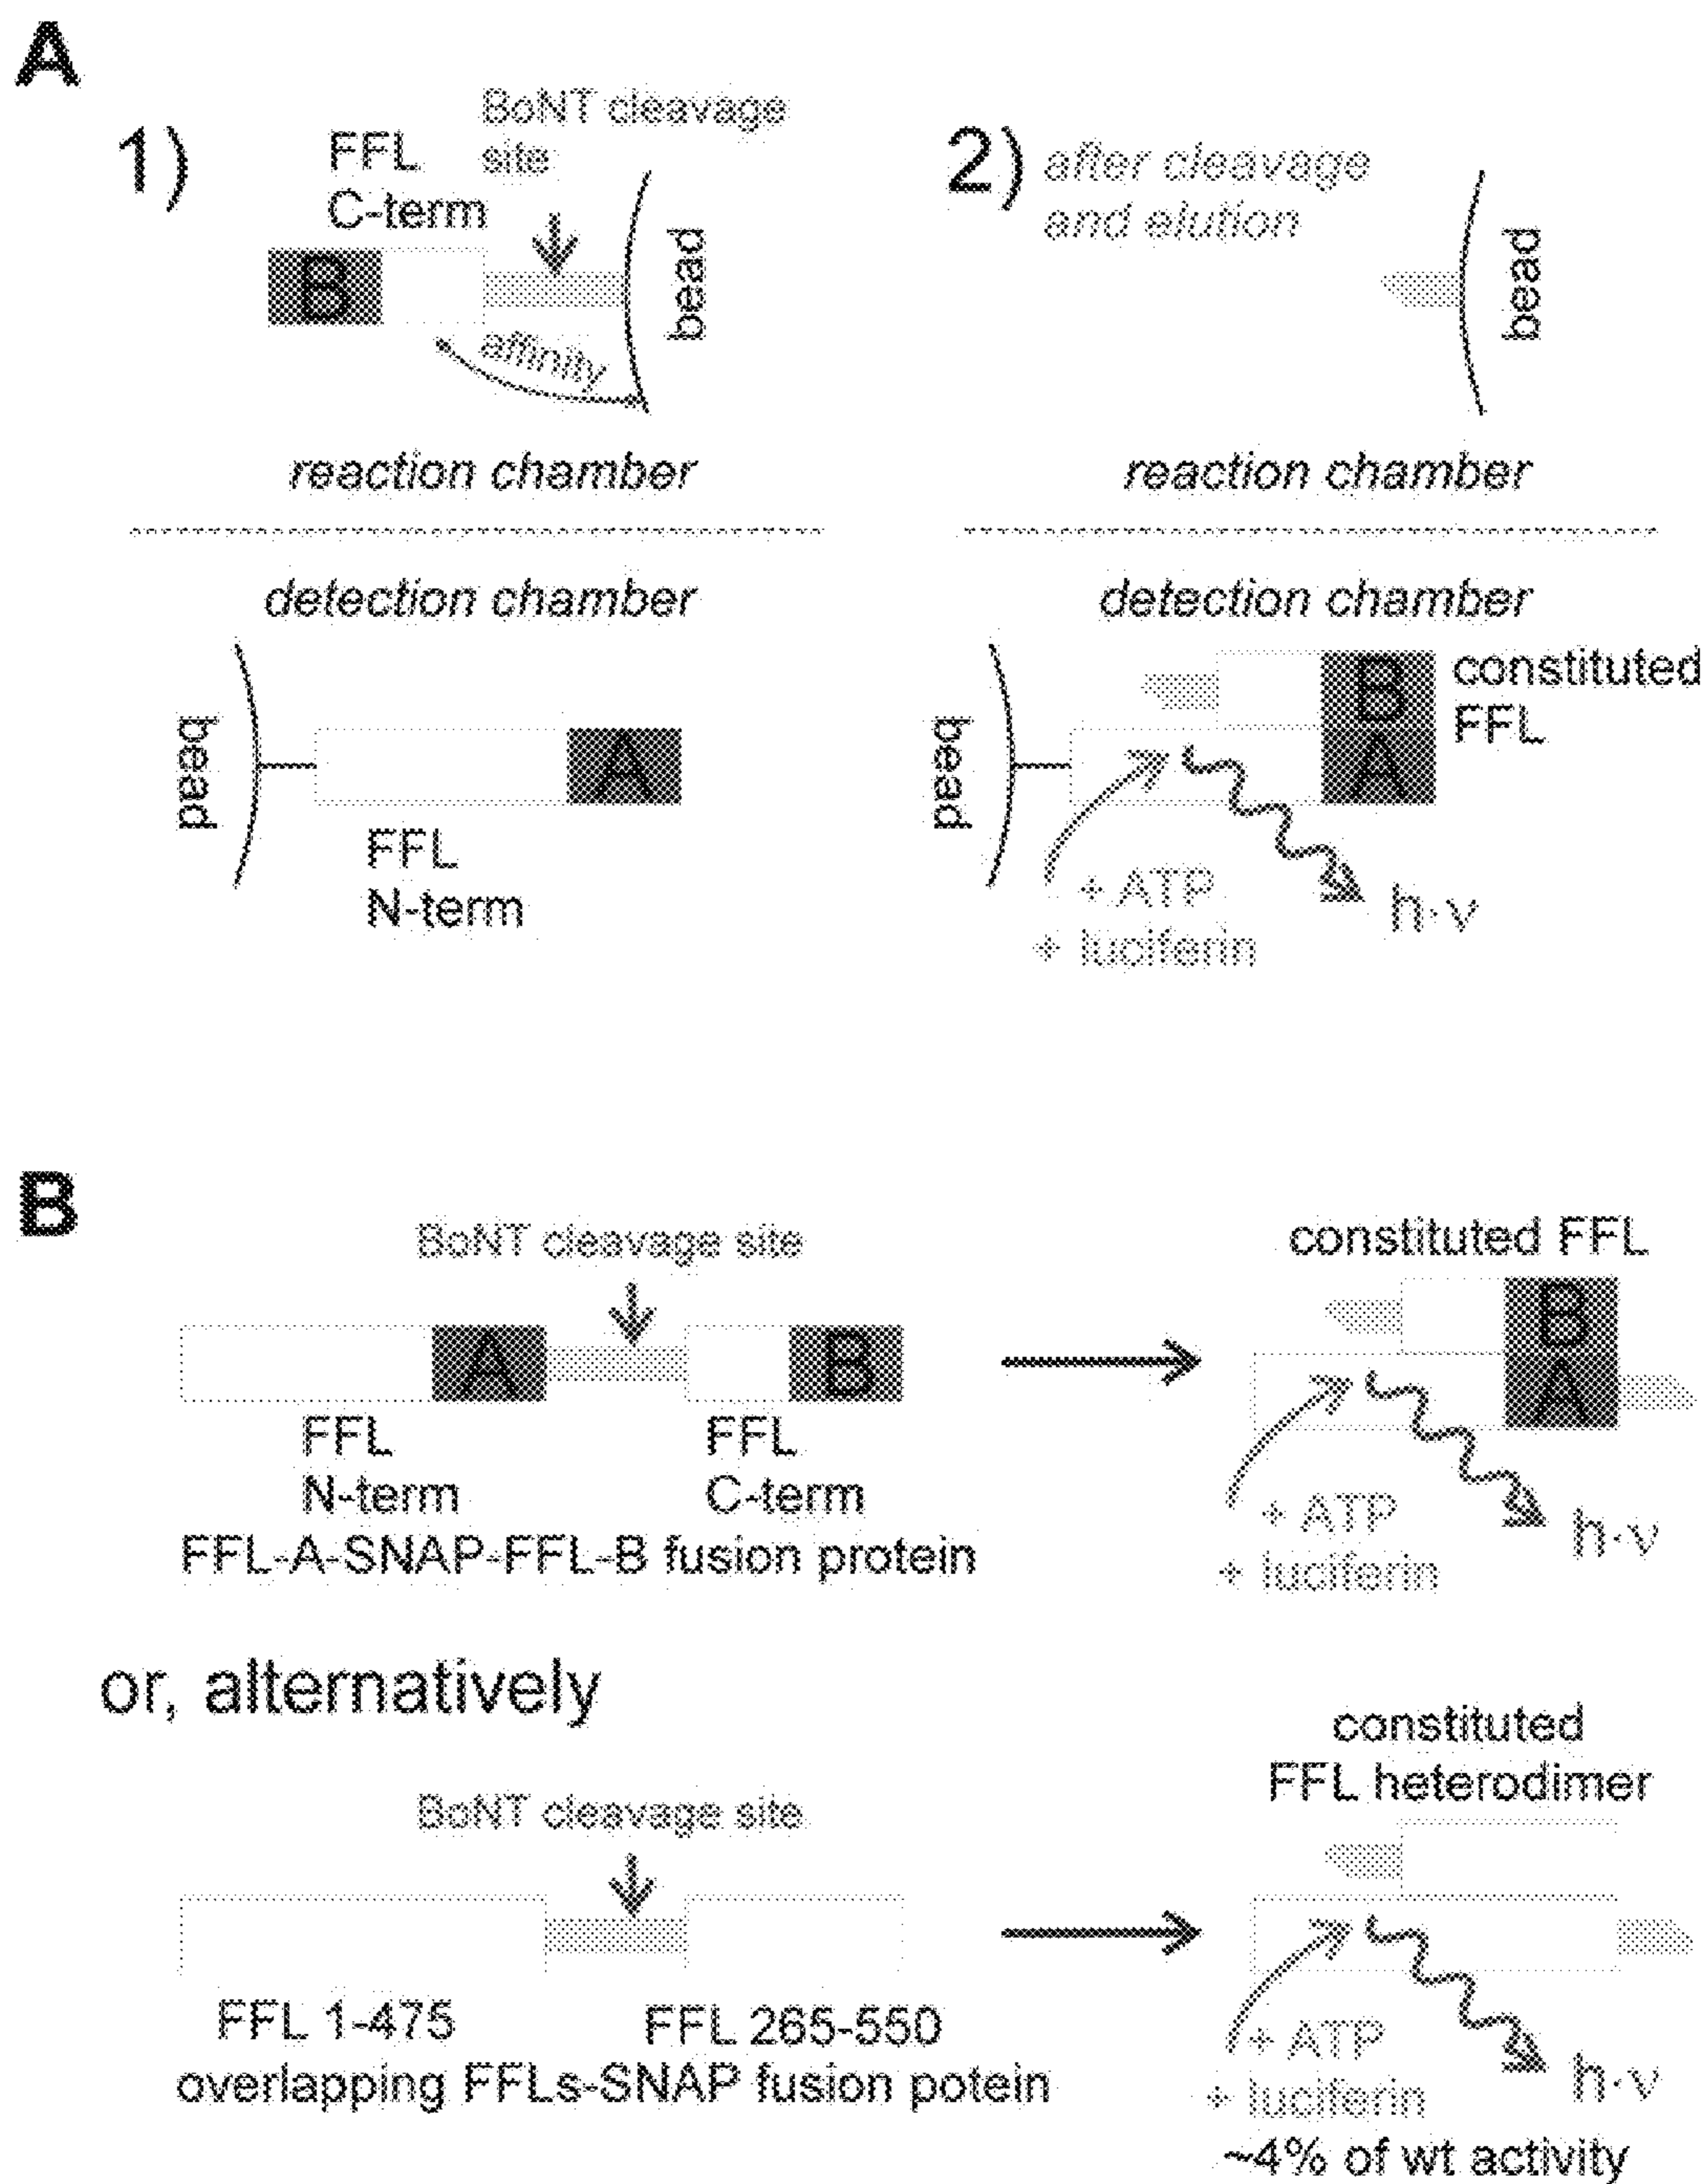 A
1)
FFL
C-term
BoNT cleavage
site
B
affinity
bead
reaction chamber
detection chamber
bead
A
FFL
N-term
2)
after cleavage
and elution
bead
reaction chamber
detection chamber
bead
B
A
constituted
FFL
+ ATP
+ luciferin
h·ν
B
BoNT cleavage site
A
B
FFL
N-term
FFL
C-term
FFL-A-SNAP-FFL-B fusion protein
constituted FFL
B
A
+ ATP
+ luciferin
h·ν
or, alternatively
BoNT cleavage site
FFL 1-475
FFL 265-550
overlapping FFLs-SNAP fusion potein
constituted
FFL heterodimer
+ ATP
+ luciferin
h·ν
~4% of wt activity